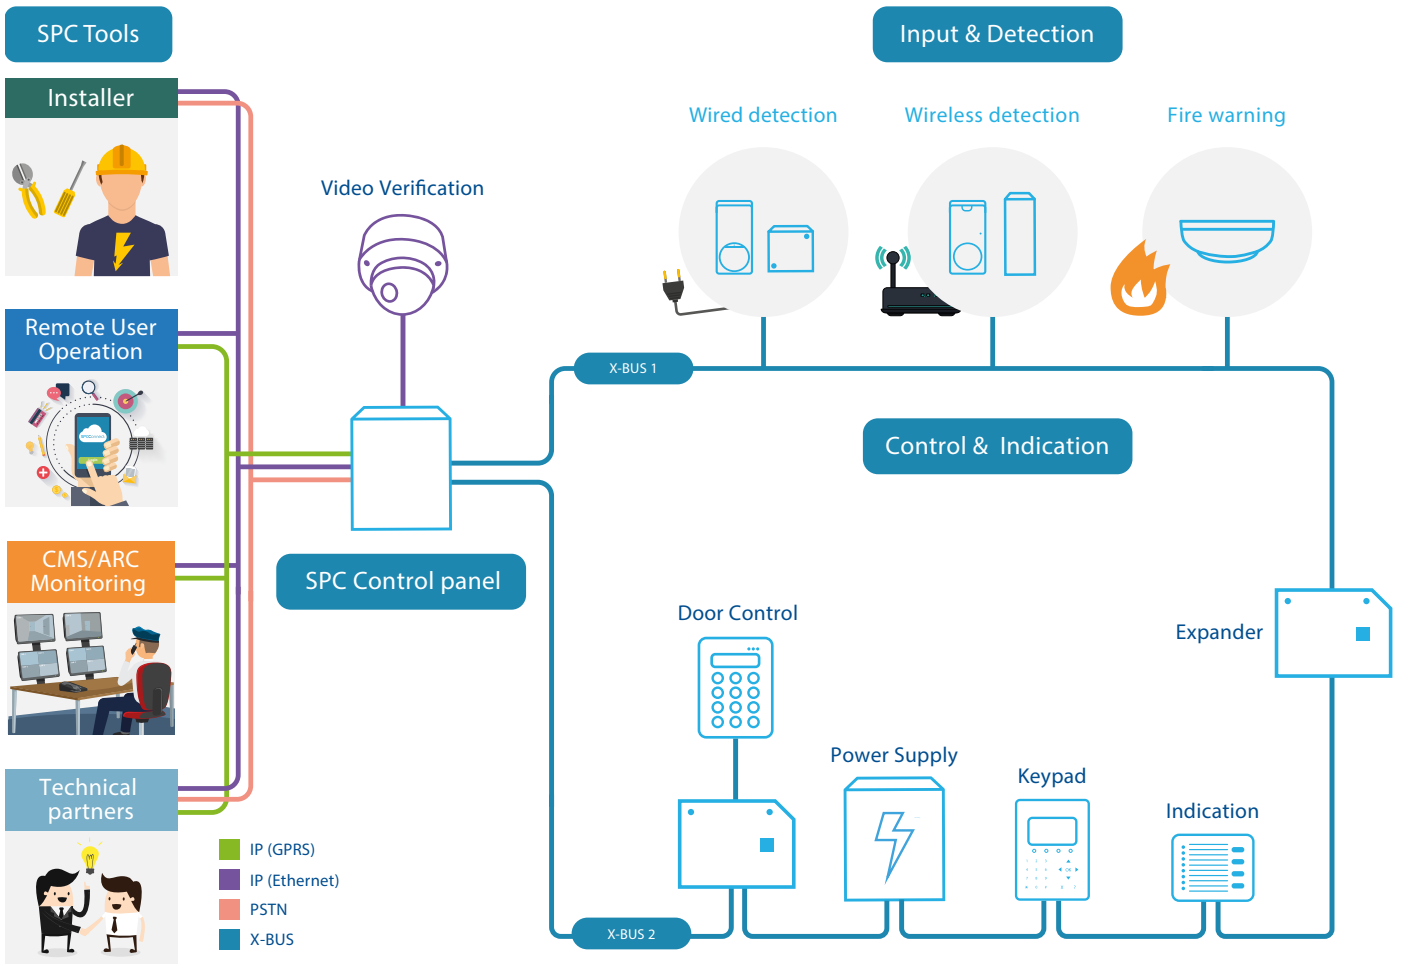 SPC Tools
Input & Detection
Installer
Wired detection
Wireless detection
Fire warning
Video Verification
Remote User
Operation
X-BUS 1
Control & Indication
CMS/ARC
Monitoring
SPC Control panel
Door Control
Expander
Power Supply
Keypad
Indication
Technical
partners
IP (GPRS)
IP (Ethernet)
PSTN
X-BUS
X-BUS 2